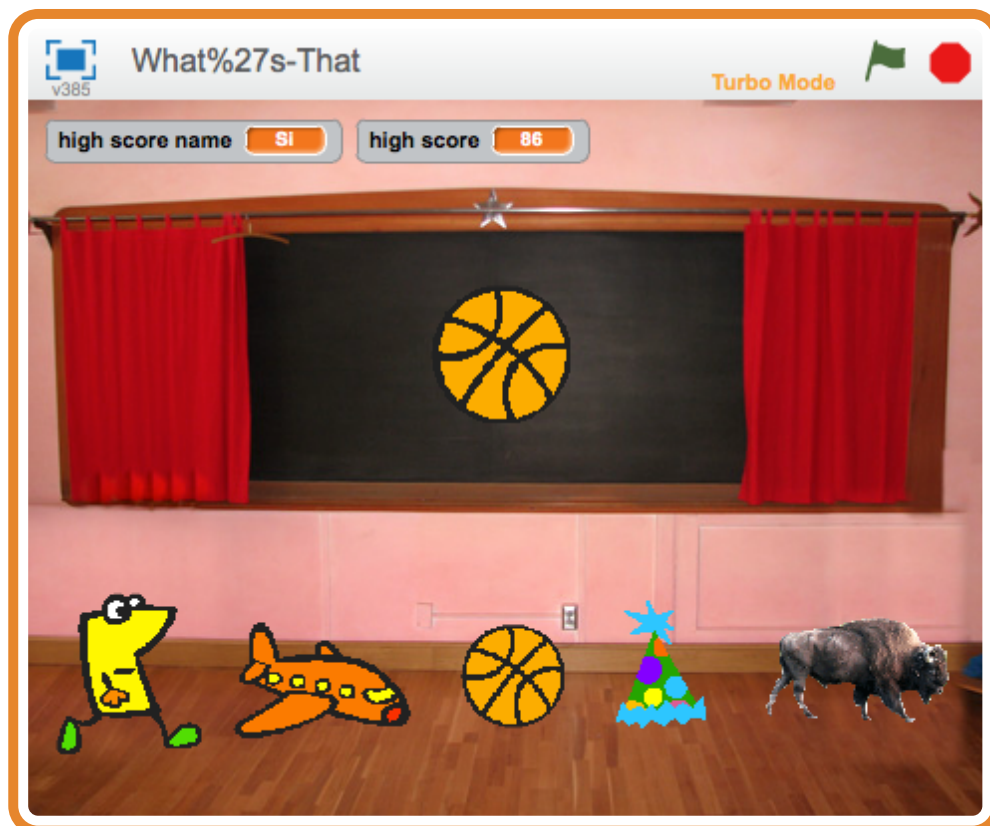 What%27s-That
v385
Turbo Mode
high score name Si
high score 86